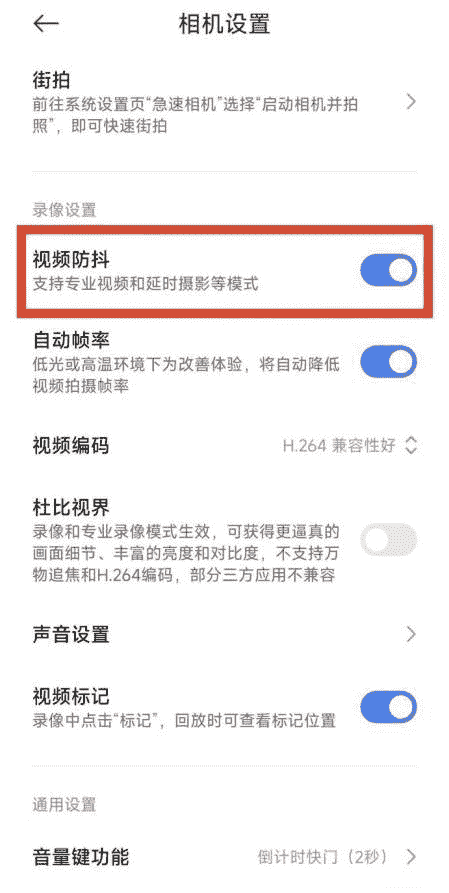 相机设置
街拍
前往系统设置页“急速相机”选择“启动相机并拍
照”，即可快速街拍
录像设置
视频防抖
支持专业视频和延时摄影等模式
自动帧率
低光或高温环境下为改善体验，将自动降低
视频拍摄帧率
视频编码
H.264 兼容性好
杜比视界
录像和专业录像模式生效，可获得更逼真的
画面细节、丰富的亮度和对比度，不支持万
物追焦和H.264编码，部分三方应用不兼容
声音设置
视频标记
录像中点击“标记”，回放时可查看标记位置
通用设置
音量键功能
倒计时快门（2秒）